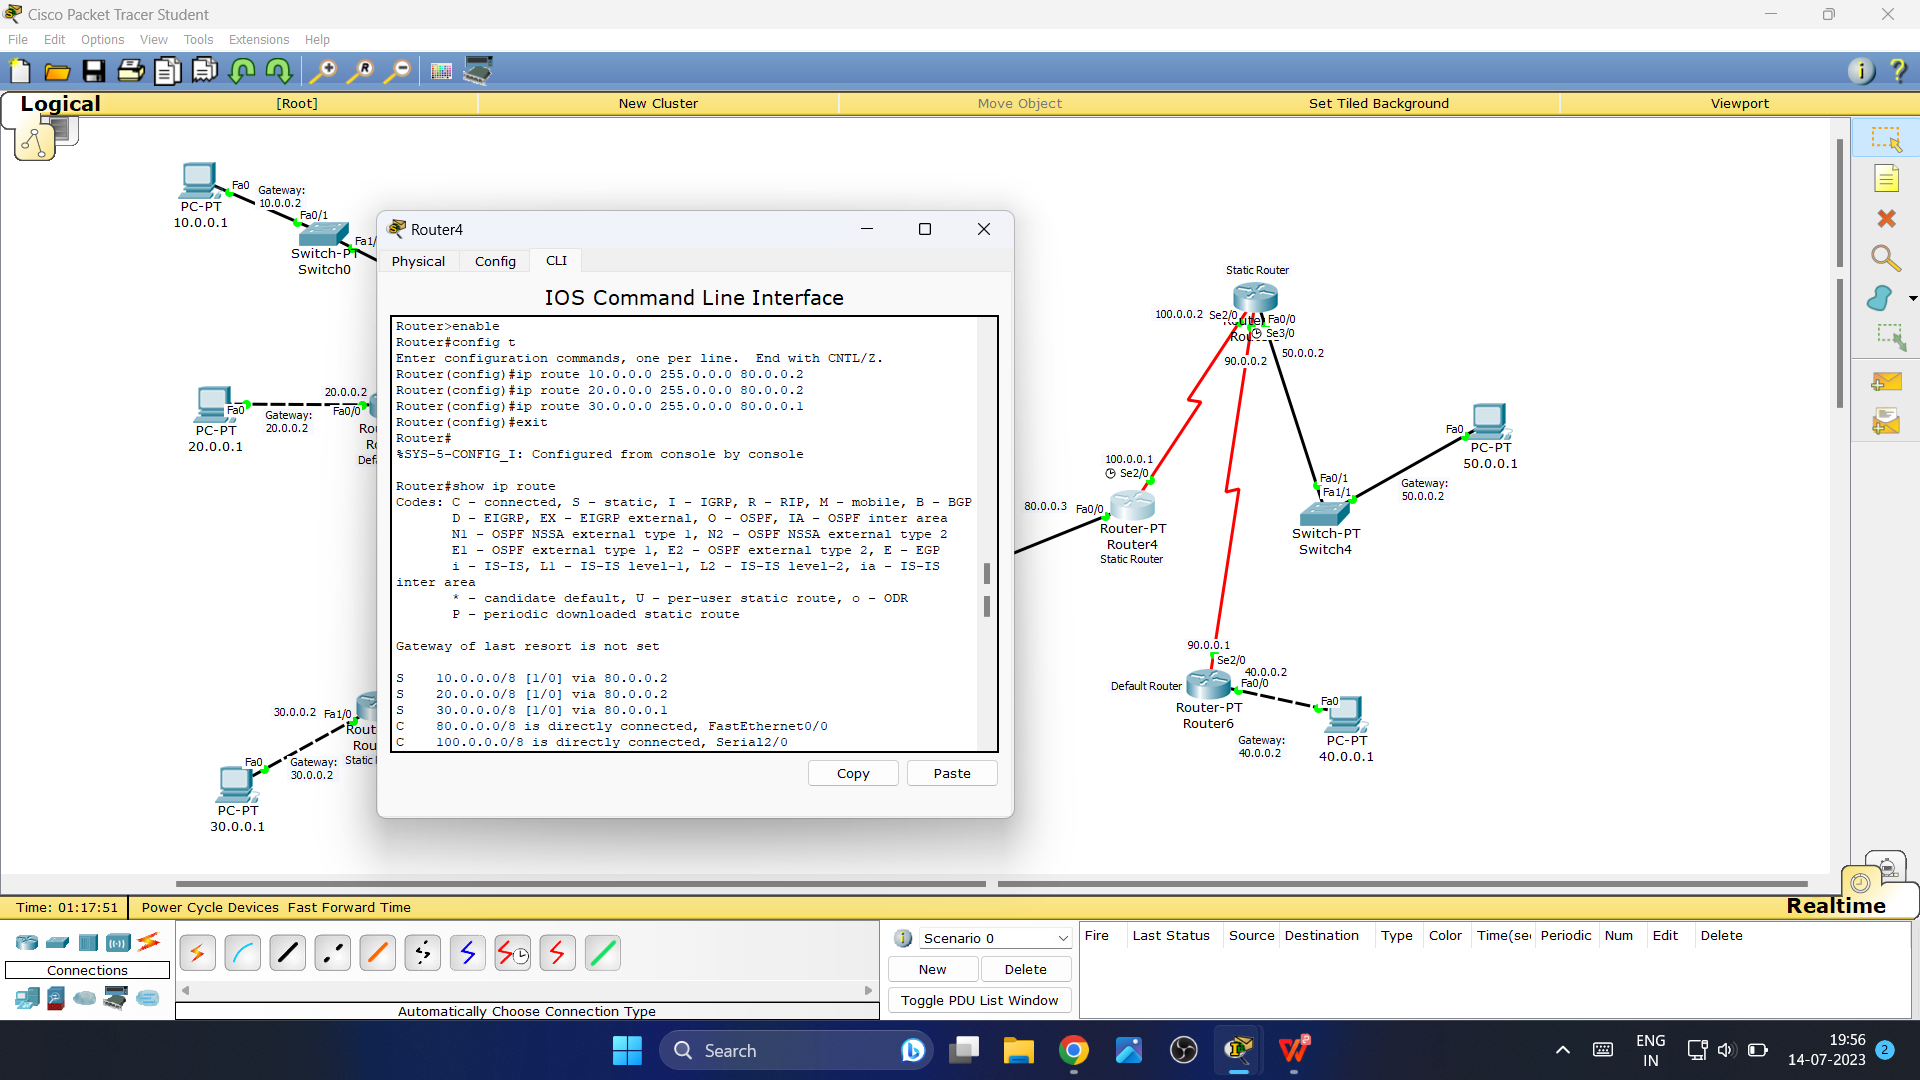 Cisco Packet Tracer Student
File Edit Options View Tools Extensions Help
Logical
[Root]
New Cluster
Move Object
Set Tiled Background
Viewport
Fa0
Gateway:
10.0.0.2
PC-PT
10.0.0.1
Fa0/1
Fa1/
Switch-PT
Switch0
Fa0
Gateway:
20.0.0.2
20.0.0.2
Fa0/0
PC-PT
20.0.0.1
30.0.0.2
Fa1/0
Fa0
Gateway:
30.0.0.2
PC-PT
30.0.0.1
Router4
Physical
Config
CLI
IOS Command Line Interface
Router>enable
Router#config t
Enter configuration commands, one per line.  End with CNTL/Z.
Router(config)#ip route 10.0.0.0 255.0.0.0 80.0.0.2
Router(config)#ip route 20.0.0.0 255.0.0.0 80.0.0.2
Router(config)#ip route 30.0.0.0 255.0.0.0 80.0.0.1
Router(config)#exit
Router#
%SYS-5-CONFIG_I: Configured from console by console
Router#show ip route
Codes: C - connected, S - static, I - IGRP, R - RIP, M - mobile, B - BGP
D - EIGRP, EX - EIGRP external, O - OSPF, IA - OSPF inter area
N1 - OSPF NSSA external type 1, N2 - OSPF NSSA external type 2
E1 - OSPF external type 1, E2 - OSPF external type 2, E - EGP
i - IS-IS, L1 - IS-IS level-1, L2 - IS-IS level-2, ia - IS-IS
inter area
* - candidate default, U - per-user static route, o - ODR
P - periodic downloaded static route
Gateway of last resort is not set
S    10.0.0.0/8 [1/0] via 80.0.0.2
S    20.0.0.0/8 [1/0] via 80.0.0.2
S    30.0.0.0/8 [1/0] via 80.0.0.1
C    80.0.0.0/8 is directly connected, FastEthernet0/0
C    100.0.0.0/8 is directly connected, Serial2/0
Copy
Paste
Static Router
100.0.0.2 Se2/0
Fa0/0
Se3/0
90.0.0.2
50.0.0.2
100.0.0.1
Se2/0
80.0.0.3 Fa0/0
Router-PT
Router4
Static Router
Fa0
PC-PT
50.0.0.1
Gateway:
50.0.0.2
Fa0/1
Fa1/1
Switch-PT
Switch4
90.0.0.1
Se2/0
40.0.0.2
Fa0/0
Default Router
Router-PT
Router6
Fa0
Gateway:
40.0.0.2
PC-PT
40.0.0.1
Time: 01:17:51
Power Cycle Devices Fast Forward Time
Realtime
Connections
Automatically Choose Connection Type
Scenario 0
New
Delete
Toggle PDU List Window
Fire Last Status Source Destination Type Color Time(sec Periodic Num Edit Delete
Search
ENG
IN
19:56
14-07-2023
2